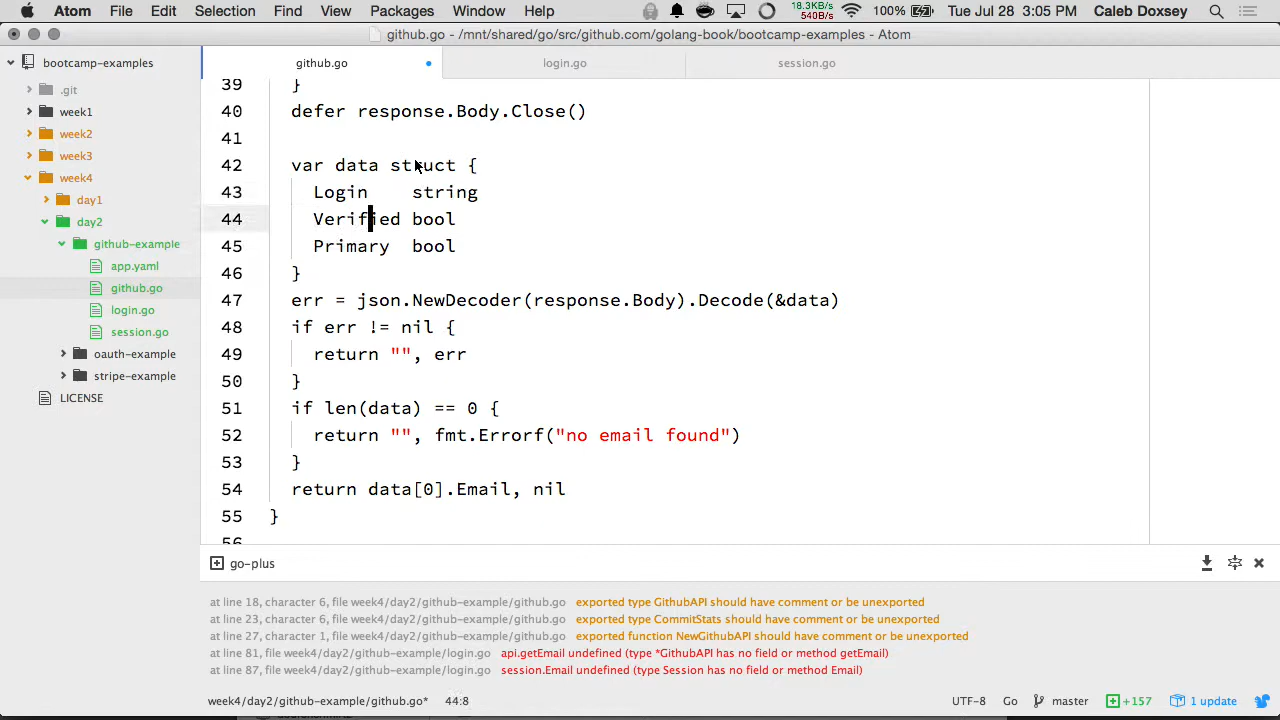 Atom File Edit Selection Find View Packages Window Help 18.3KB/s 540B/s 100% Tue Jul 28 3:05 PM Caleb Doxsey
github.go - /mnt/shared/go/src/github.com/golang-book/bootcamp-examples - Atom
bootcamp-examples
.git
week1
week2
week3
week4
day1
day2
github-example
app.yaml
github.go
login.go
session.go
oauth-example
stripe-example
LICENSE
github.go login.go session.go
39 }
40 defer response.Body.Close()
41
42 var data struct {
43 Login string
44 Verified bool
45 Primary bool
46 }
47 err = json.NewDecoder(response.Body).Decode(&data)
48 if err != nil {
49 return "", err
50 }
51 if len(data) == 0 {
52 return "", fmt.Errorf("no email found")
53 }
54 return data[0].Email, nil
55 }
56
go-plus
at line 18, character 6, file week4/day2/github-example/github.go exported type GithubAPI should have comment or be unexported
at line 23, character 6, file week4/day2/github-example/github.go exported type CommitStats should have comment or be unexported
at line 27, character 1, file week4/day2/github-example/github.go exported function NewGithubAPI should have comment or be unexported
at line 81, file week4/day2/github-example/login.go api.getEmail undefined (type *GithubAPI has no field or method getEmail)
at line 87, file week4/day2/github-example/login.go session.Email undefined (type Session has no field or method Email)
week4/day2/github-example/github.go* 44:8 UTF-8 Go master +157 1 update